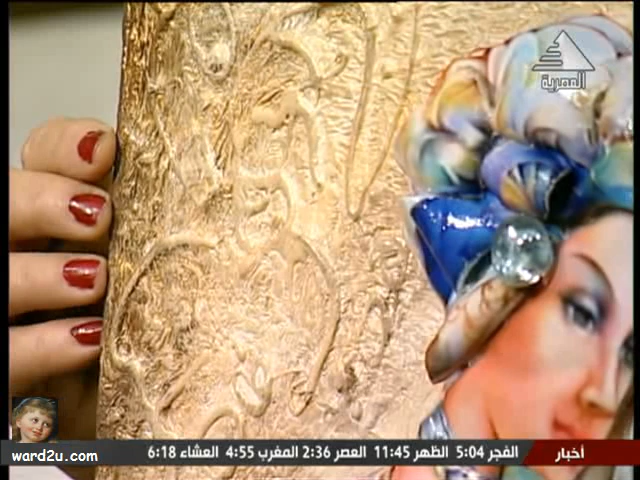 المصرية
أخبار
الفجر 5:04 الظهر 11:45 العصر 2:36 المغرب 4:55 العشاء 6:18
ward2u.com